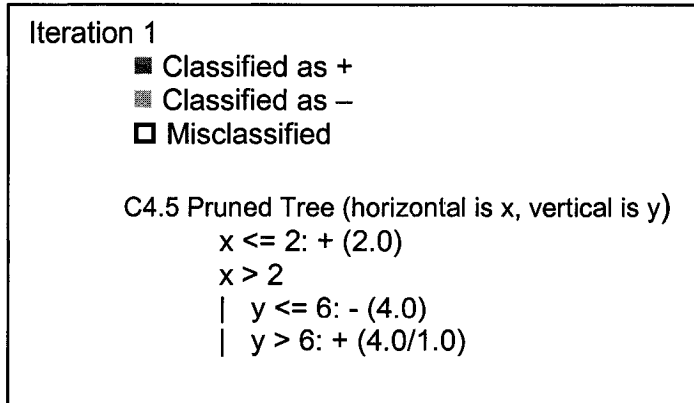 Iteration 1
Classified as +
Classified as –
Misclassified
C4.5 Pruned Tree (horizontal is x, vertical is y)
x <= 2: + (2.0)
x > 2
| y <= 6: - (4.0)
| y > 6: + (4.0/1.0)